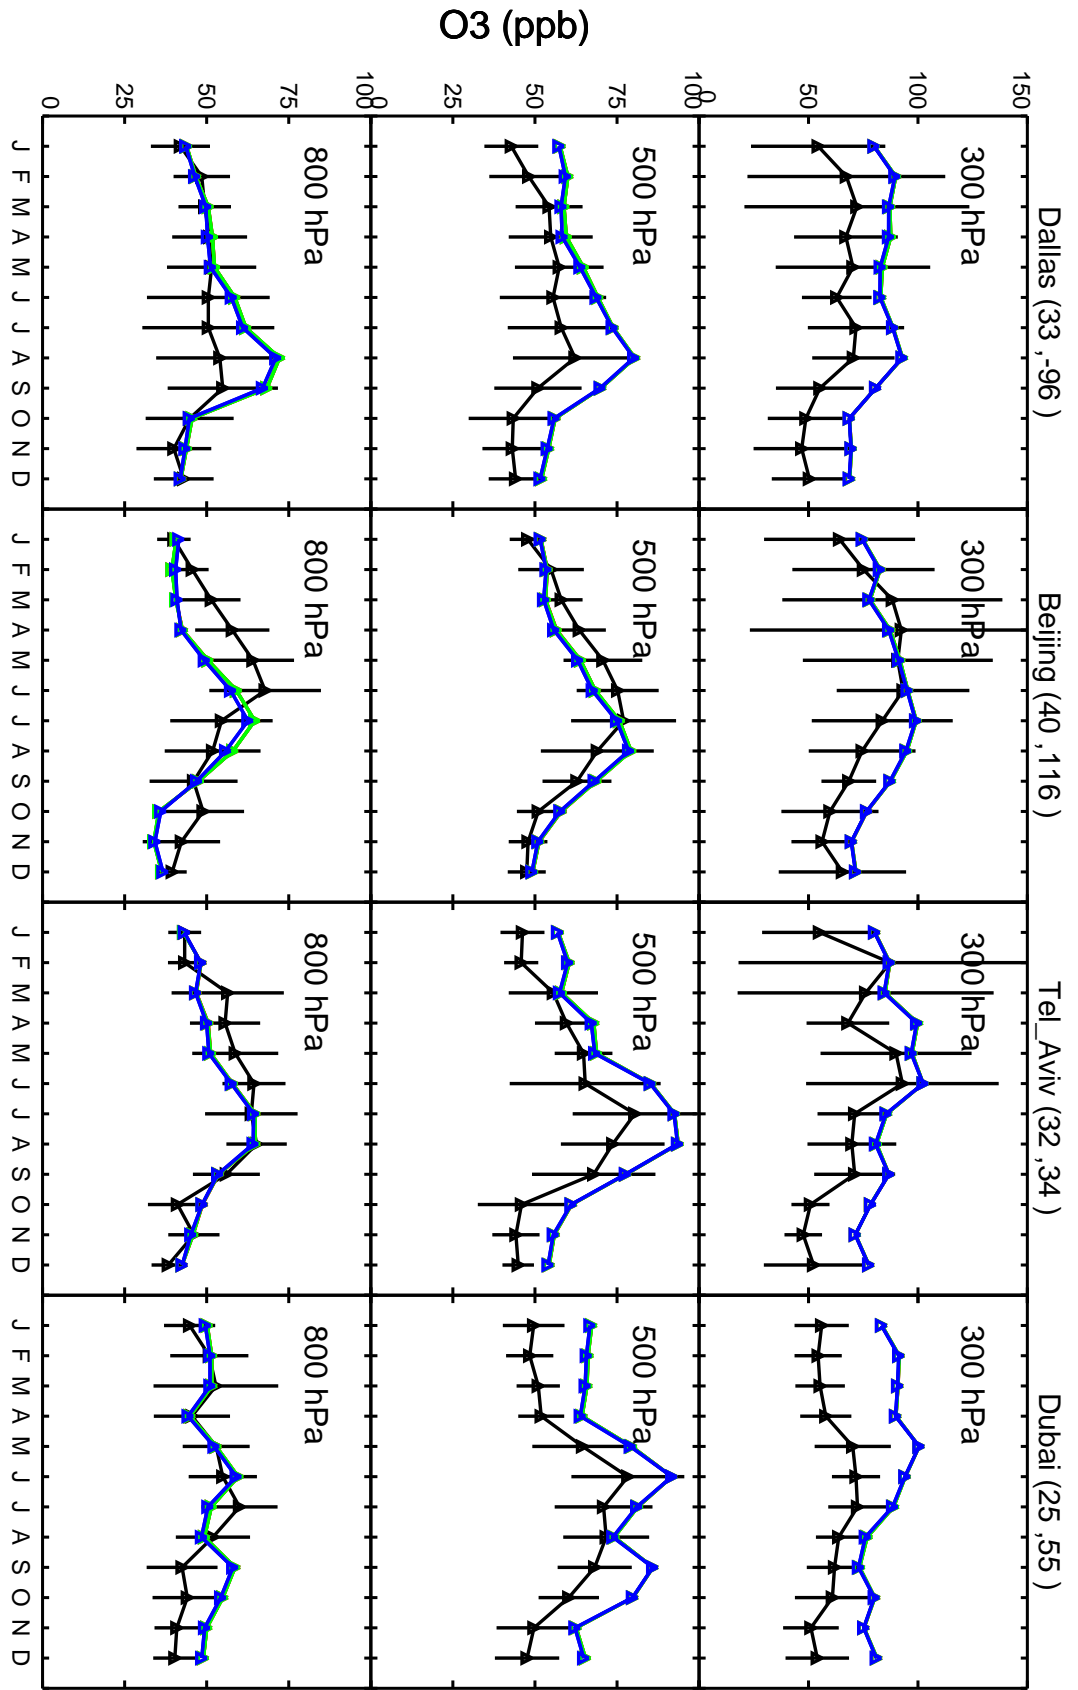 Dallas (33 ,-96 )
Beijing (40 ,116 )
Tel_Aviv (32 ,34 )
Dubai (25 ,55 )
O3 (ppb)
150
100
50
0
300 hPa
300 hPa
300 hPa
300 hPa
100
75
50
25
0
500 hPa
500 hPa
500 hPa
500 hPa
100
75
50
25
0
800 hPa
800 hPa
800 hPa
800 hPa
J F M A M J J A S O N D
J F M A M J J A S O N D
J F M A M J J A S O N D
J F M A M J J A S O N D